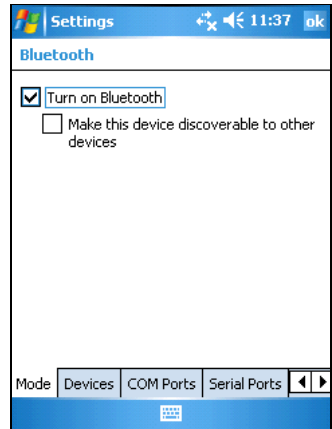 Settings 11:37 ok
Bluetooth
Turn on Bluetooth
Make this device discoverable to other
devices
Mode Devices COM Ports Serial Ports